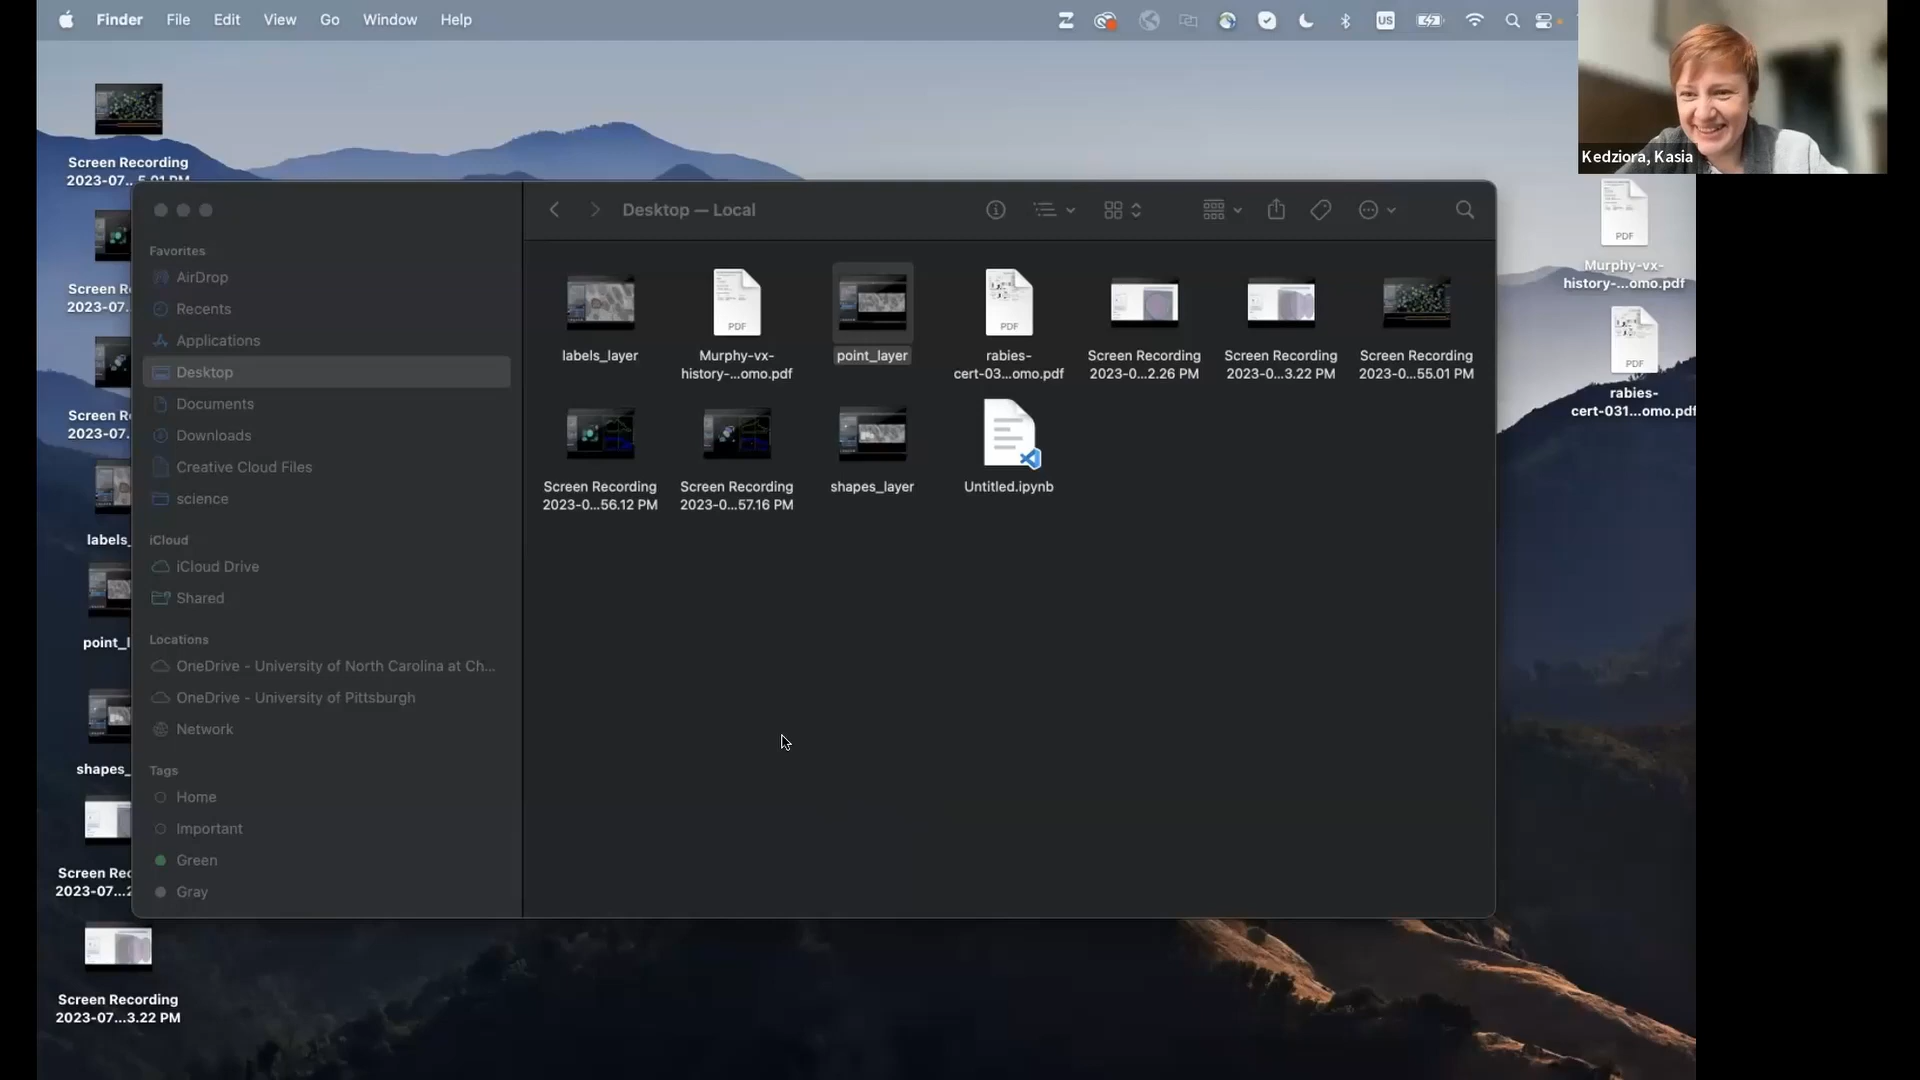 Finder File Edit View Go Window Help
US
Kedziora, Kasia
Screen Recording
2023-07...5.01 PM
Screen
2023-07.
Screen R
2023-07.
labels_
point_l
shapes_
Screen Rec
2023-07...2
Screen Recording
2023-07...3.22 PM
Desktop — Local
Favorites
AirDrop
Recents
Applications
Desktop
Documents
Downloads
Creative Cloud Files
science
iCloud
iCloud Drive
Shared
Locations
OneDrive - University of North Carolina at Ch...
OneDrive - University of Pittsburgh
Network
Tags
Home
Important
Green
Gray
labels_layer
PDF
Murphy-vx-
history-...omo.pdf
point_layer
PDF
rabies-
cert-03...omo.pdf
Screen Recording
2023-0...2.26 PM
Screen Recording
2023-0...3.22 PM
Screen Recording
2023-0...55.01 PM
Screen Recording
2023-0...56.12 PM
Screen Recording
2023-0...57.16 PM
shapes_layer
Untitled.ipynb
PDF
Murphy-vx-
history-...omo.pdf
PDF
rabies-
cert-031...omo.pdf